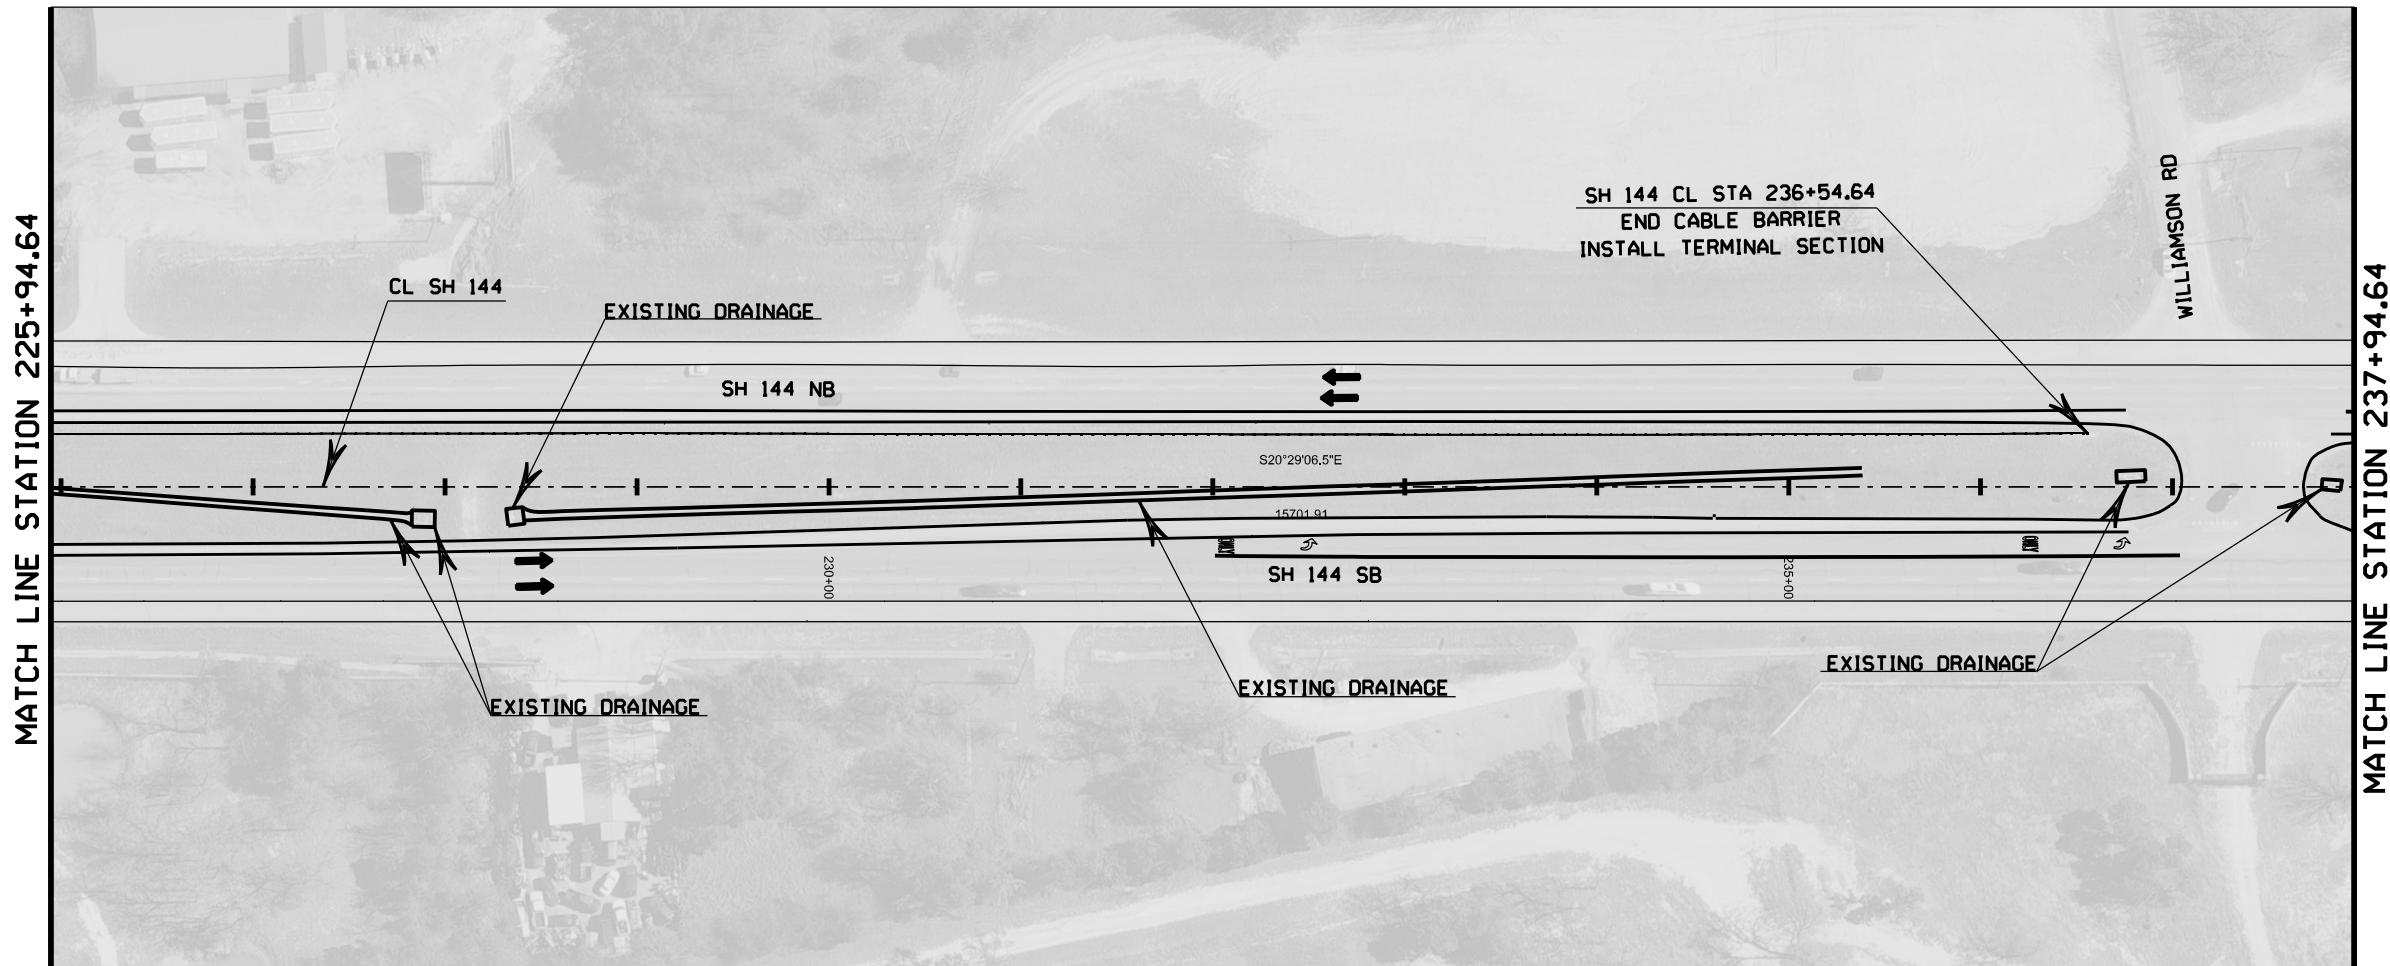 MATCH LINE STATION 225+94.64
SH 144 CL STA 236+54.64
END CABLE BARRIER
INSTALL TERMINAL SECTION
WILLIAMSON RD
CL SH 144
EXISTING DRAINAGE
SH 144 NB
S20°29'06.5"E
15701.91
ONLY
ONLY
SH 144 SB
230+00
235+00
EXISTING DRAINAGE
EXISTING DRAINAGE
EXISTING DRAINAGE
MATCH LINE STATION 237+94.64